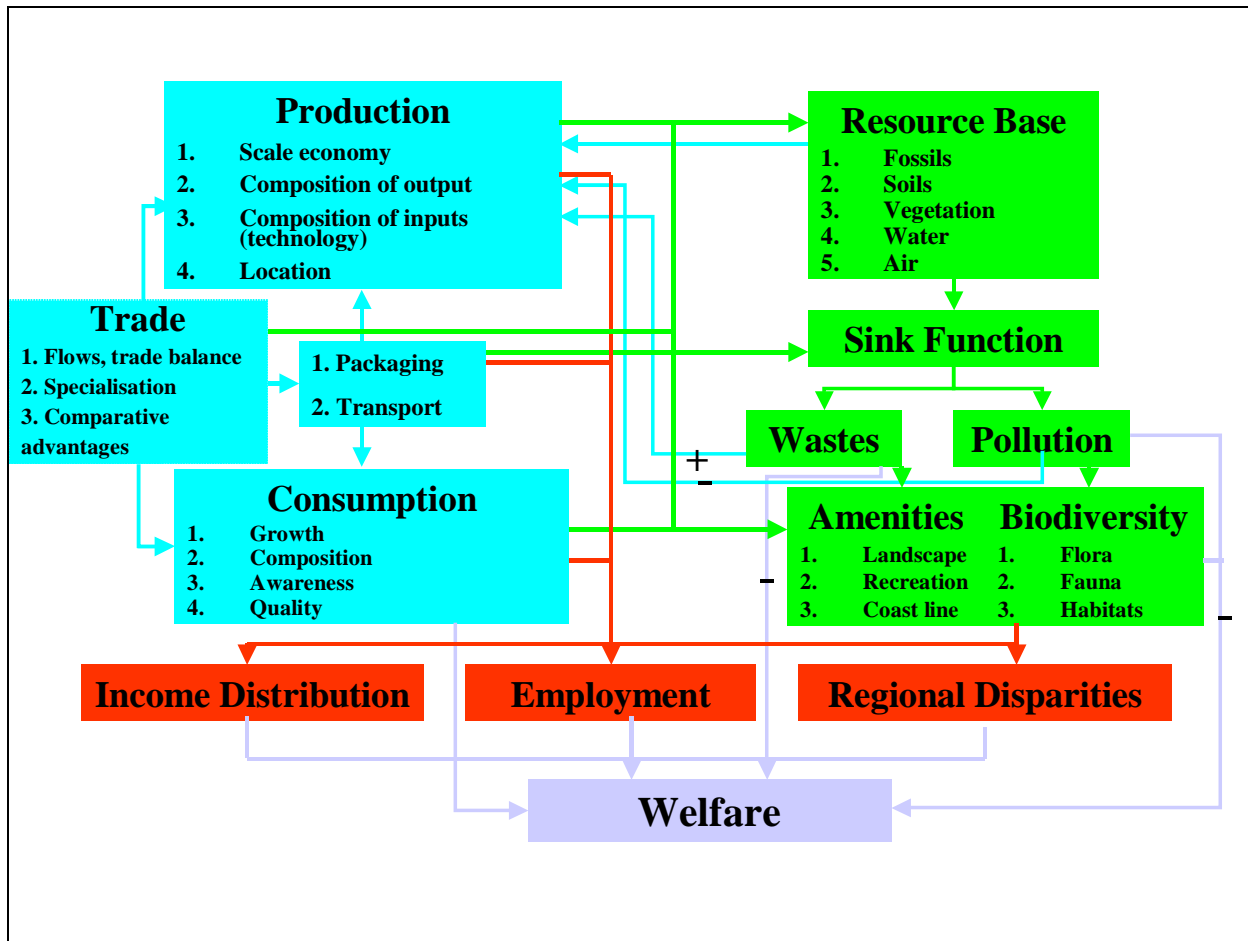 Production
1. Scale economy
2. Composition of output
3. Composition of inputs
(technology)
4. Location
Resource Base
1. Fossils
2. Soils
3. Vegetation
4. Water
5. Air
Trade
1. Flows, trade balance
2. Specialisation
3. Comparative
advantages
1. Packaging
2. Transport
Sink Function
Wastes
Pollution
+
-
Consumption
1. Growth
2. Composition
3. Awareness
4. Quality
Amenities
1. Landscape
2. Recreation
3. Coast line
Biodiversity
1. Flora
2. Fauna
3. Habitats
-
-
Income Distribution
Employment
Regional Disparities
Welfare